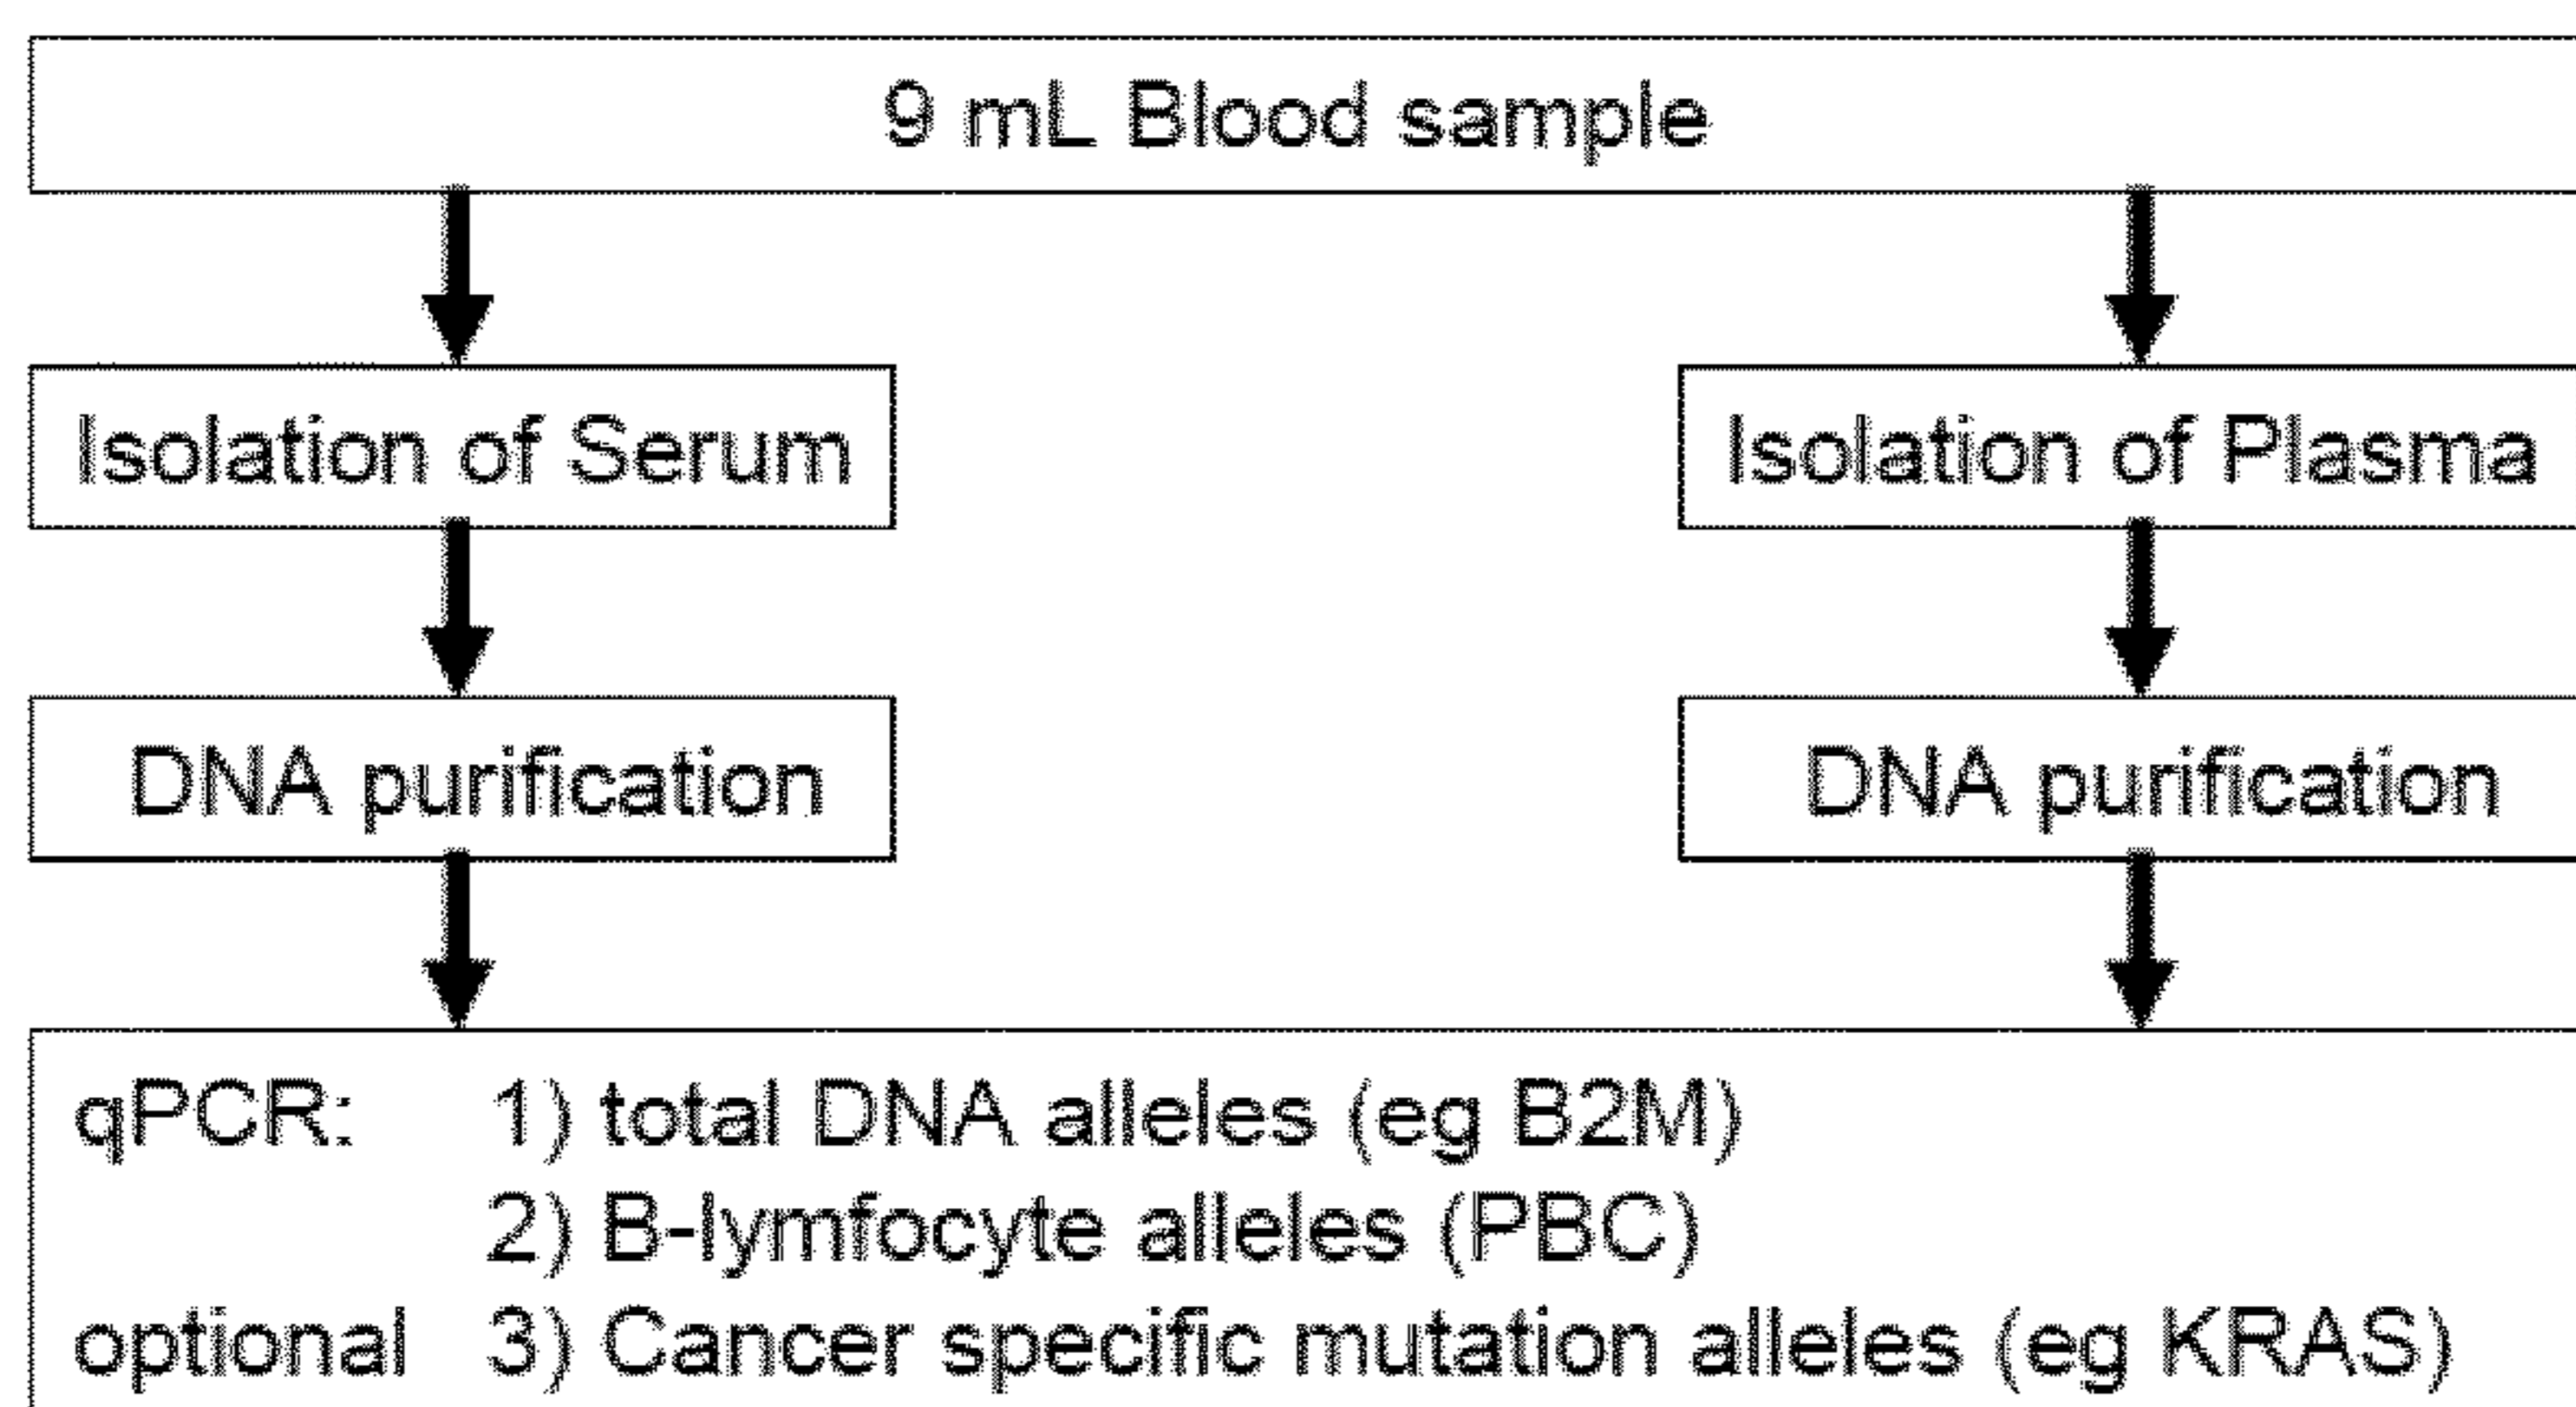 9 mL Blood sample
Isolation of Serum
Isolation of Plasma
DNA purification
DNA purification
qPCR: 1) total DNA alleles (eg B2M)
2) B-lymfocyte alleles (PBC)
optional 3) Cancer specific mutation alleles (eg KRAS)